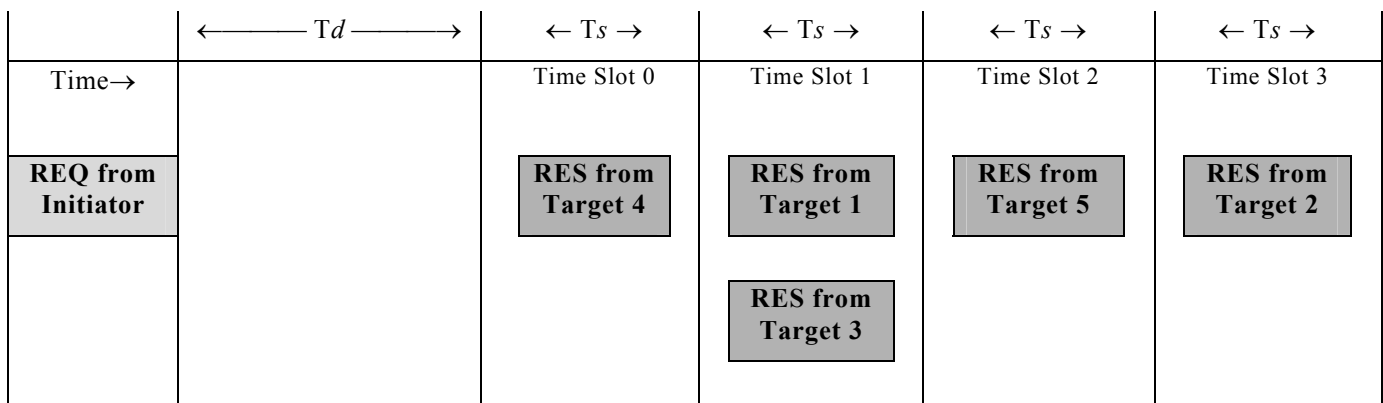 ←——— Td ———→ ← Ts → ← Ts → ← Ts → ← Ts →
Time→ Time Slot 0 Time Slot 1 Time Slot 2 Time Slot 3
REQ from RES from RES from RES from RES from
Initiator Target 4 Target 1 Target 5 Target 2
RES from
Target 3